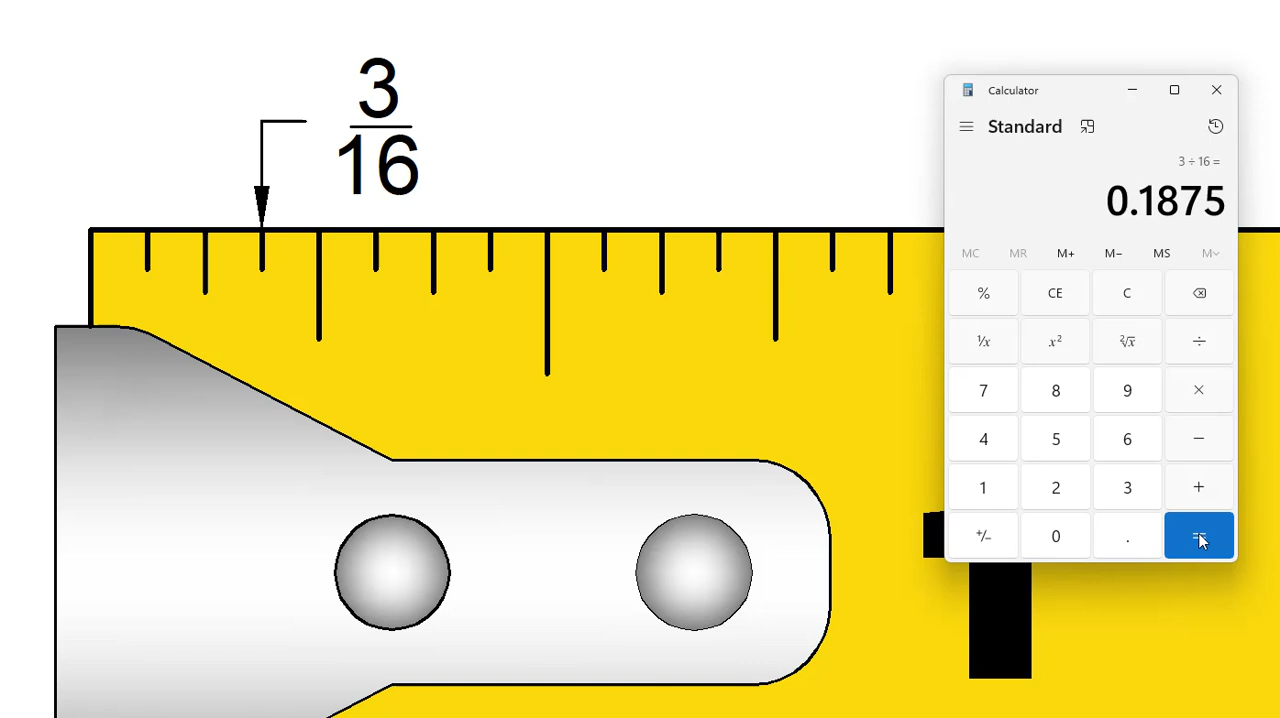 3
16
Calculator
Standard
3 ÷ 16 =
0.1875
MC MR M+ M− MS M˅
% CE C ⌫
¹/x x² ²√x ÷
7 8 9 ×
4 5 6 −
1 2 3 +
+/− 0 . =